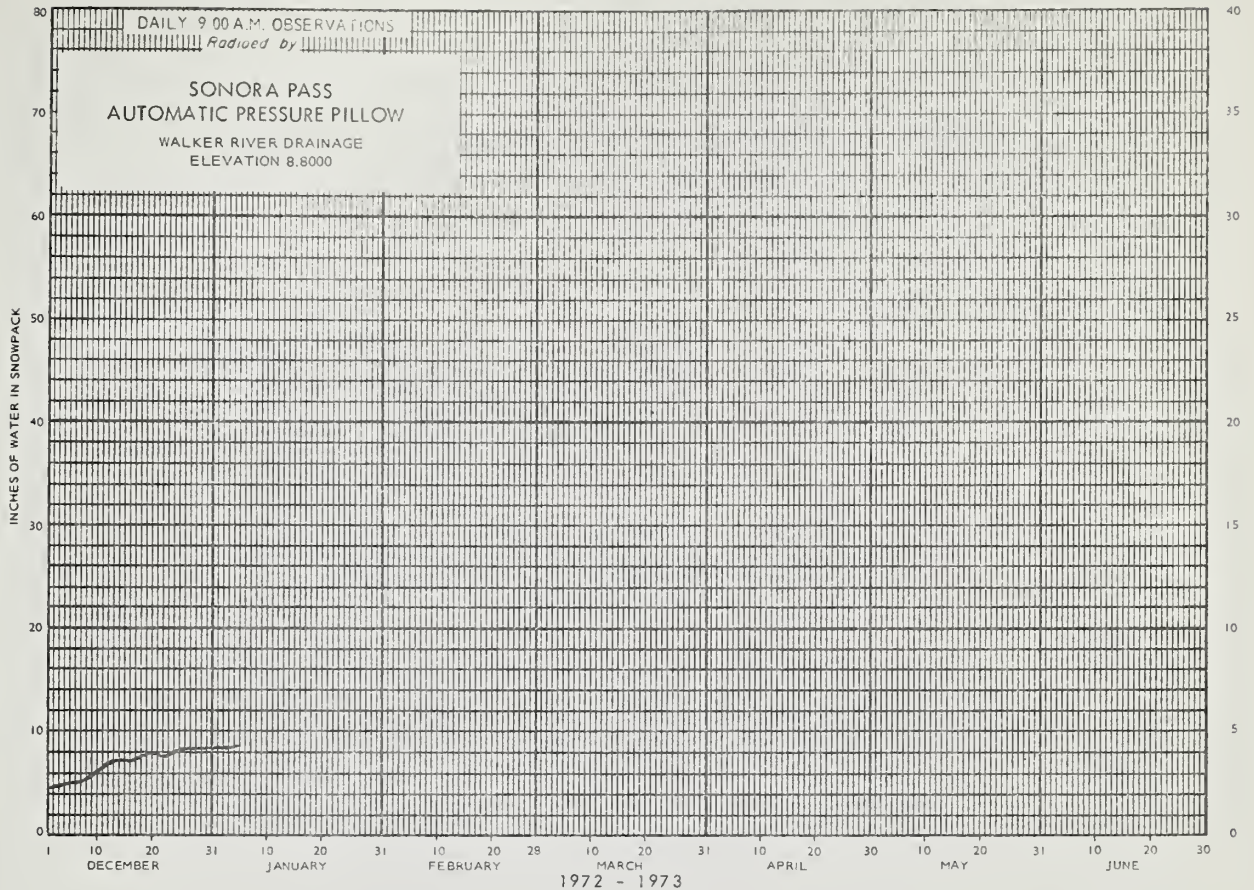 DAILY 9.00 A.M. OBSERVATIONS
Radioed by
SONORA PASS
AUTOMATIC PRESSURE PILLOW
WALKER RIVER DRAINAGE
ELEVATION 8.8000
INCHES OF WATER IN SNOWPACK
80
70
60
50
40
30
20
10
0
40
35
30
25
20
15
10
5
0
1 10 20 31 10 20 31 10 20 28 10 20 31 10 20 30 10 20 31 10 20 30
DECEMBER JANUARY FEBRUARY MARCH APRIL MAY JUNE
1972 - 1973